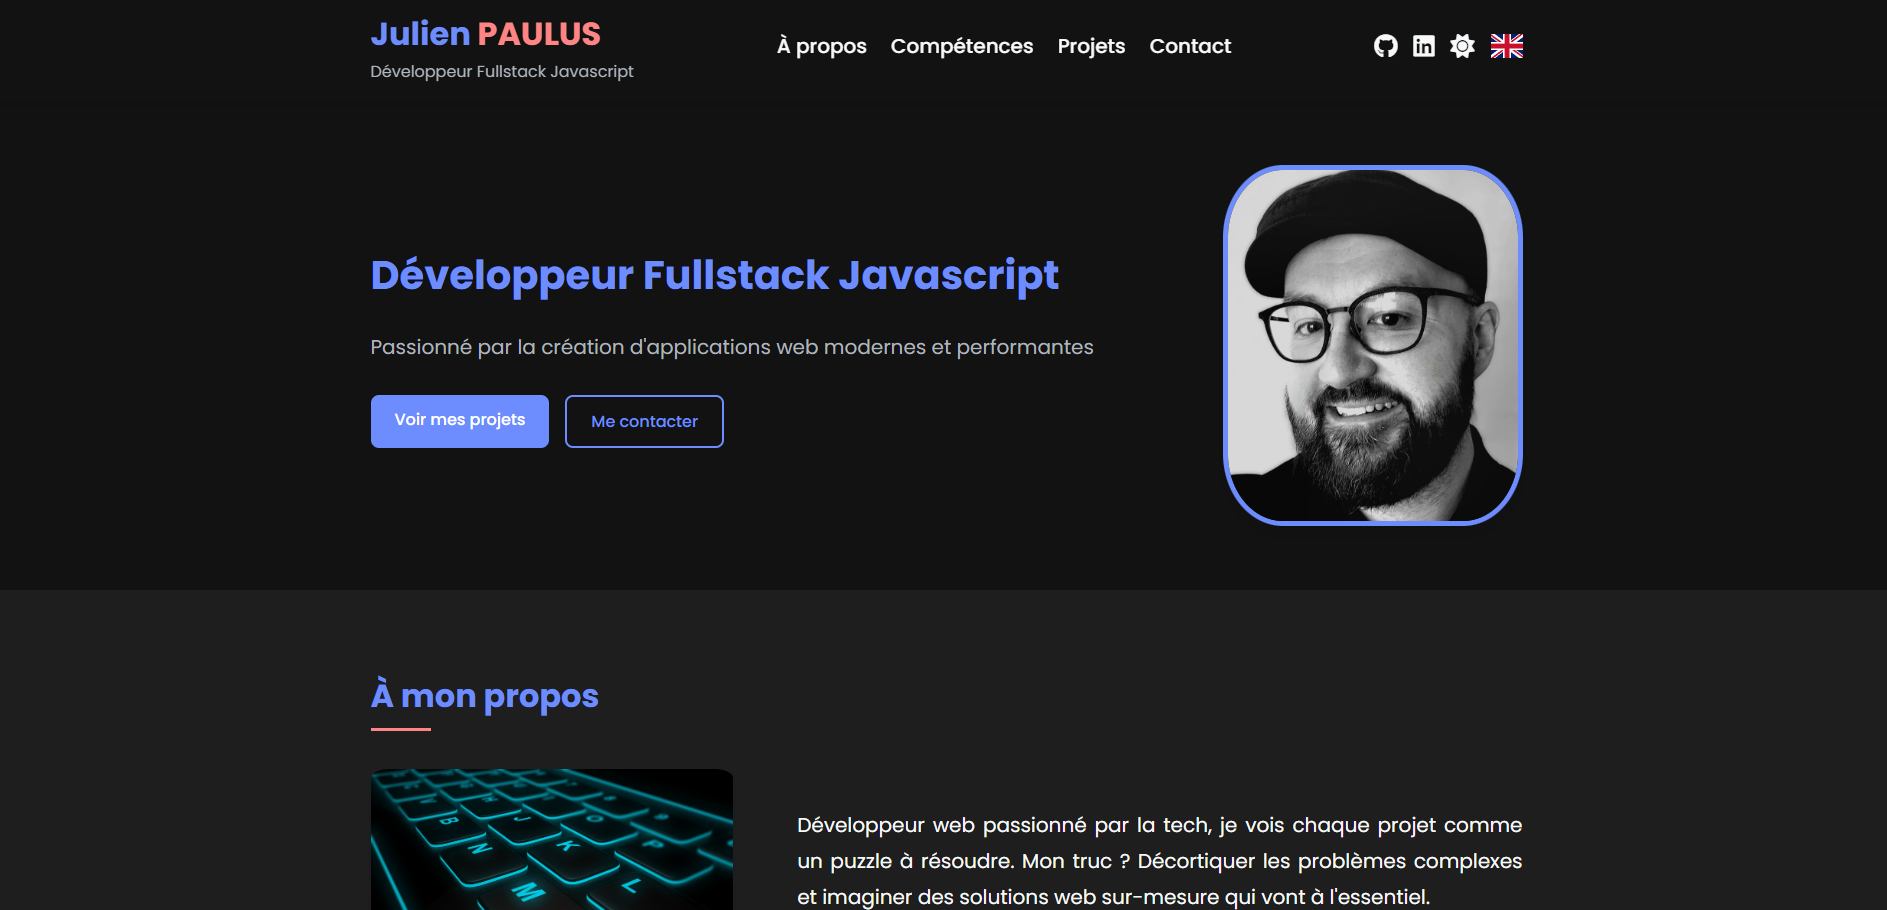 Julien PAULUS
Développeur Fullstack Javascript
À propos Compétences Projets Contact
Développeur Fullstack Javascript
Passionné par la création d'applications web modernes et performantes
Voir mes projets
Me contacter
À mon propos
Développeur web passionné par la tech, je vois chaque projet comme
un puzzle à résoudre. Mon truc ? Décortiquer les problèmes complexes
et imaginer des solutions web sur-mesure qui vont à l'essentiel.